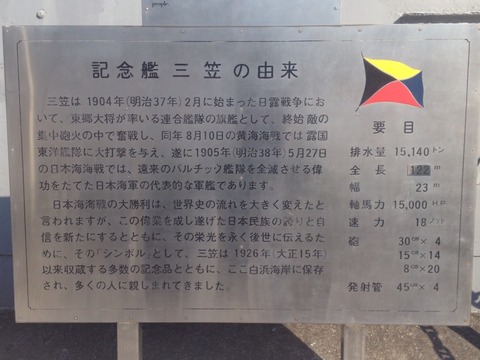 people.
記念艦 三笠 の由来
三笠は1904年(明治37年)2月に始まった日露戦争にお
いて、東郷大将が率いる連合艦隊の旗艦として、終始 敵の
集中砲火の中で奮戦し、同年8月10日の黄海海戦では 露国
東洋艦隊に大打撃を与え、遂に1905年(明治38年)5月27日
の日本海海戦では、遠来のバルチック艦隊を全滅させる偉
功をたてた日本海軍の代表的な軍艦であります。
日本海海戦の大勝利は、世界史の流れを大きく変えたと
言われますが、この偉業を成し遂げた日本民族の誇りと自
信を新たにするとともに、その栄光を永く後世に伝えるた
めに、その「シンボル」として、三笠は1926年(大正15年)
以来収蔵する多数の記念品とともに、ここ白浜海岸に保存
され、多くの人に親しまれてきました。
要目
排水量 15,140トン
全長 122m
幅 23m
軸馬力 15,000HP
速力 18ノット
砲 30cm×4
15cm×14
8cm×20
発射管 45cm×4